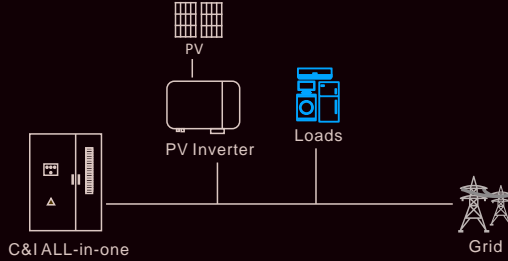 PV
PV Inverter
Loads
C&I ALL-in-one
Grid